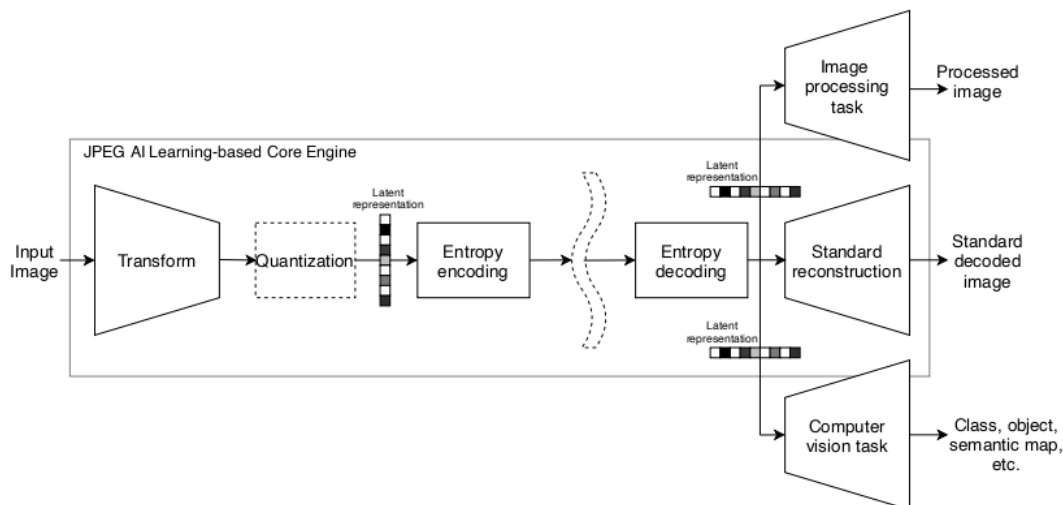 Image
processing
task
Processed
image
JPEG AI Learning-based Core Engine
Latent
representation
Latent
representation
Input
Image
Transform
Quantization
Entropy
encoding
Entropy
decoding
Standard
reconstruction
Standard
decoded
image
Latent
representation
Computer
vision task
Class, object,
semantic map,
etc.